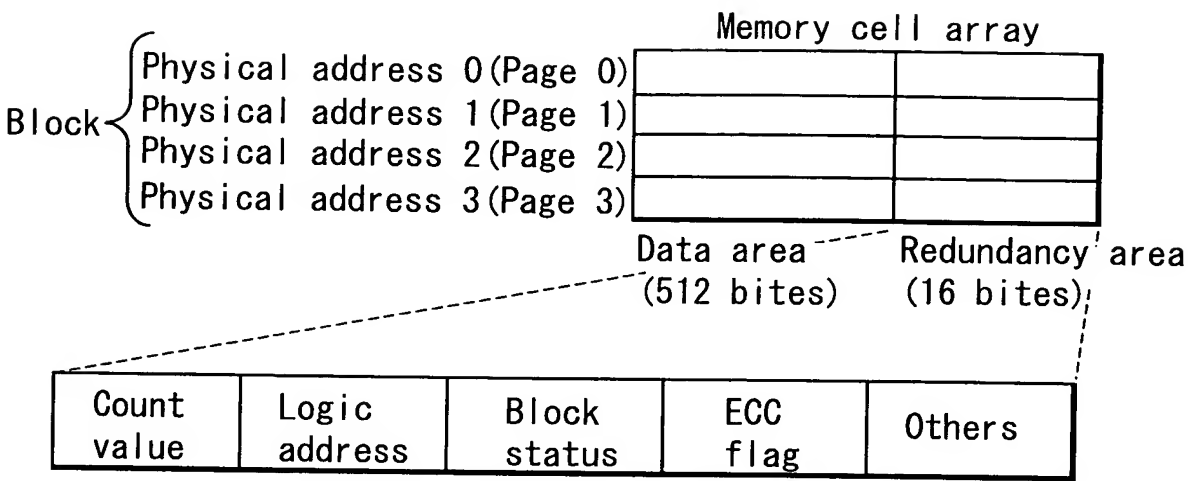 Memory cell array
Block
Physical address 0(Page 0)
Physical address 1(Page 1)
Physical address 2(Page 2)
Physical address 3(Page 3)
Data area
(512 bites)
Redundancy area
(16 bites)
Count value
Logic address
Block status
ECC flag
Others